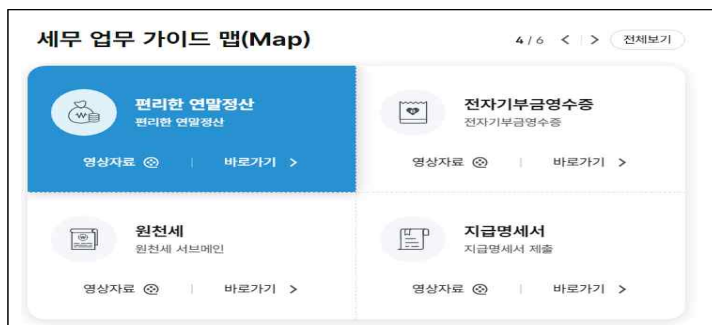 세무 업무 가이드 맵(Map)
4 / 6 < > 전체보기
편리한 연말정산
편리한 연말정산
영상자료 바로가기 >
전자기부금영수증
전자기부금영수증
영상자료 바로가기 >
원천세
원천세 서브메인
영상자료 바로가기 >
지급명세서
지급명세서 제출
영상자료 바로가기 >